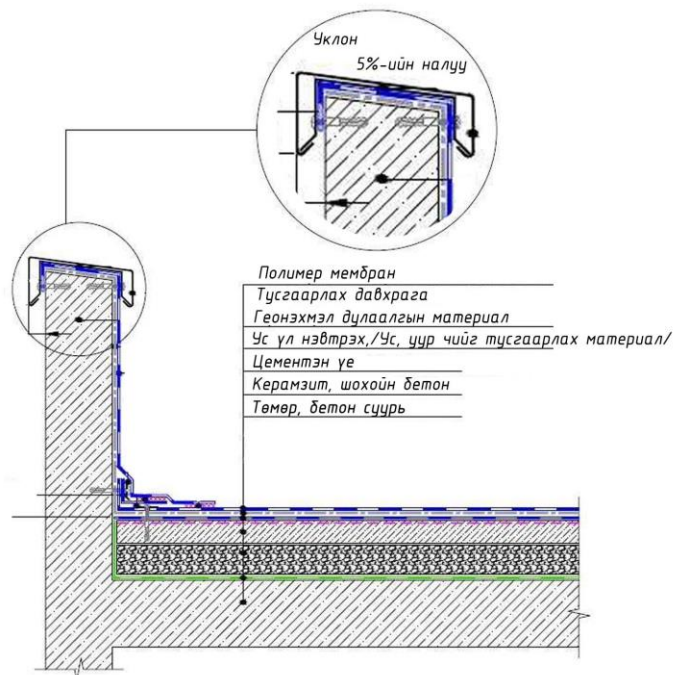 Уклон
5%-ийн налуу
Полимер мембран
Тусгаарлах давхрага
Геонэхмэл дулаалгын материал
Ус үл нэвтрэх,/Ус, уур чийг тусгаарлах материал/
Цементэн үе
Керамзит, шохойн бетон
Төмөр, бетон суурь